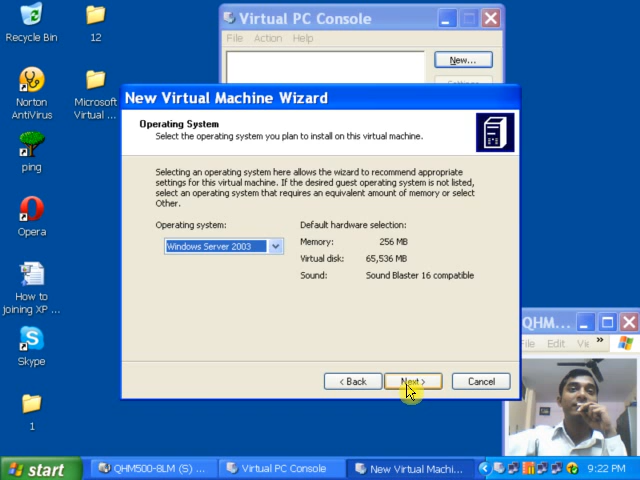 Recycle Bin
12
Norton
AntiVirus
Microsoft
Virtual ...
ping
Opera
How to
joining XP ...
Skype
1
Virtual PC Console
File Action Help
New...
Settings
New Virtual Machine Wizard
Operating System
Select the operating system you plan to install on this virtual machine.
Selecting an operating system here allows the wizard to recommend appropriate
settings for this virtual machine. If the desired guest operating system is not listed,
select an operating system that requires an equivalent amount of memory or select
Other.
Operating system:
Windows Server 2003
Default hardware selection:
Memory: 256 MB
Virtual disk: 65,536 MB
Sound: Sound Blaster 16 compatible
< Back
Next >
Cancel
QHM...
File Edit Vie »
start
QHM500-8LM (S) ...
Virtual PC Console
New Virtual Machi...
9:22 PM